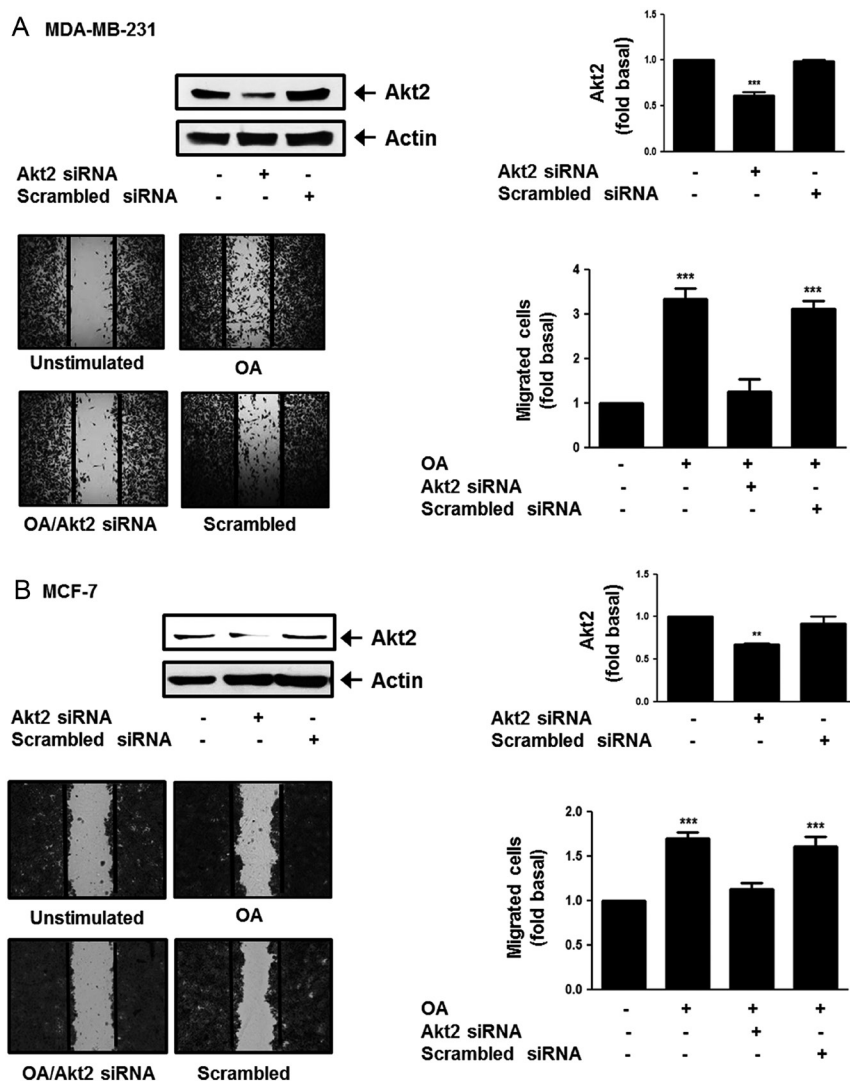 A MDA-MB-231
Akt2
Actin
Akt2 siRNA - + -
Scrambled siRNA - - +
Akt2
(fold basal)
1.5
1.0
0.5
0.0
***
Akt2 siRNA - + -
Scrambled siRNA - - +
Unstimulated
OA
OA/Akt2 siRNA
Scrambled
Migrated cells
(fold basal)
4
3
2
1
0
***
***
OA - + + +
Akt2 siRNA - - + -
Scrambled siRNA - - - +
B MCF-7
Akt2
Actin
Akt2 siRNA - + -
Scrambled siRNA - - +
Akt2
(fold basal)
1.5
1.0
0.5
0.0
**
Akt2 siRNA - + -
Scrambled siRNA - - +
Unstimulated
OA
OA/Akt2 siRNA
Scrambled
Migrated cells
(fold basal)
2.0
1.5
1.0
0.5
0.0
***
***
OA - + + +
Akt2 siRNA - - + -
Scrambled siRNA - - - +